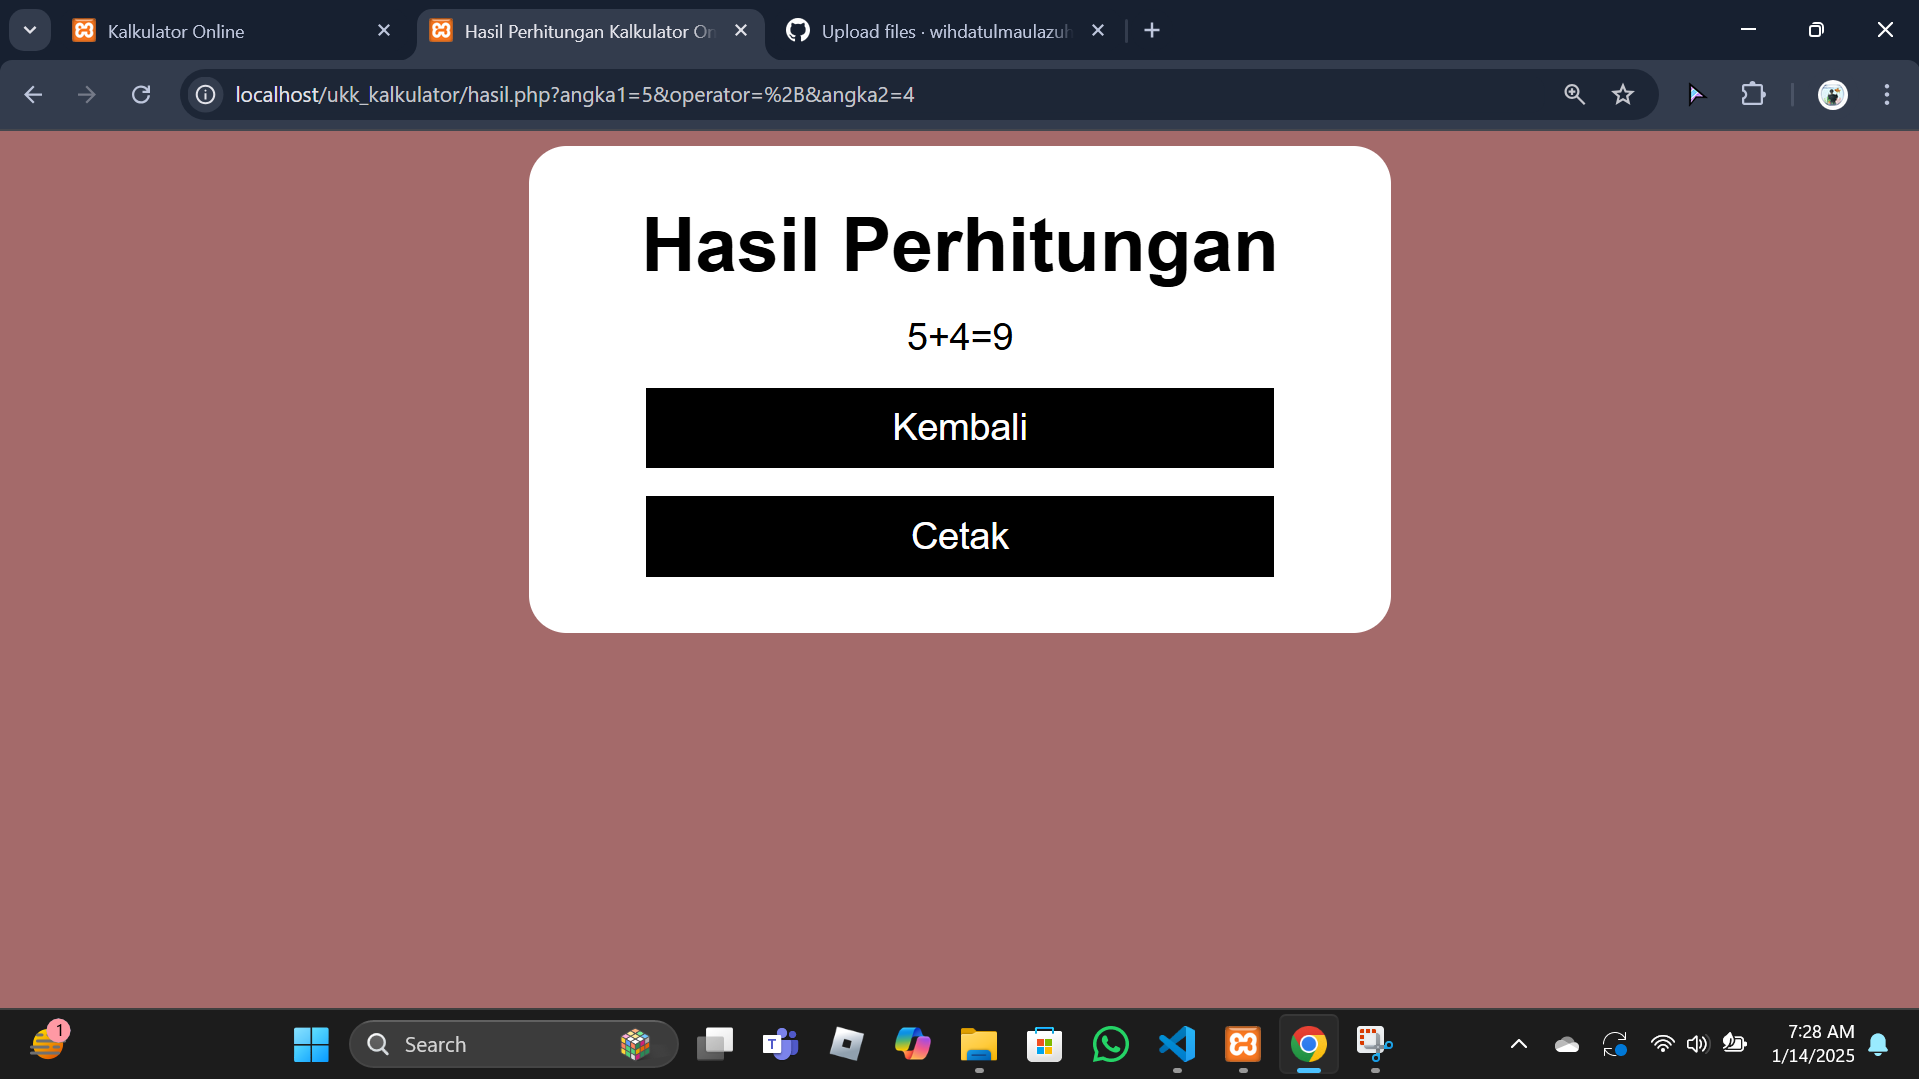 Kalkulator Online
Hasil Perhitungan Kalkulator On
Upload files · wihdatulmaulazuh
localhost/ukk_kalkulator/hasil.php?angka1=5&operator=%2B&angka2=4
Hasil Perhitungan
5+4=9
Kembali
Cetak
1
Search
T
7:28 AM
1/14/2025